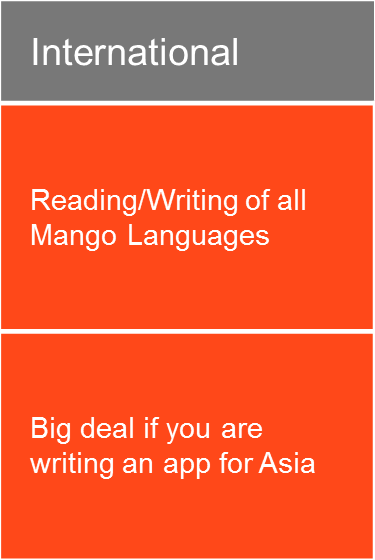 International
Reading/Writing of all
Mango Languages
Big deal if you are
writing an app for Asia